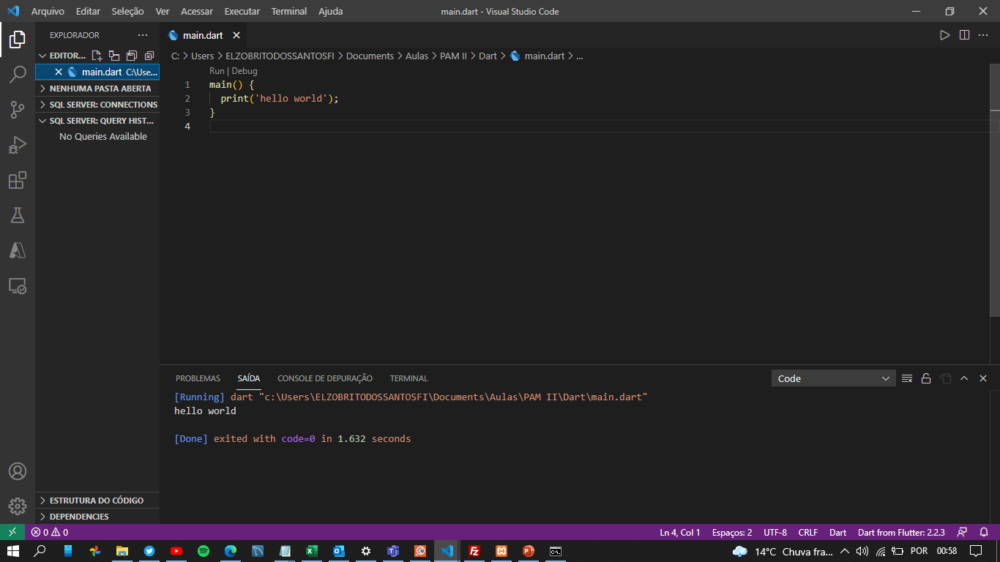 Arquivo Editar Seleção Ver Acessar Executar Terminal Ajuda main.dart - Visual Studio Code
EXPLORADOR
main.dart
EDITOR...
C: > Users > ELZOBRITODOSSANTOSFI > Documents > Aulas > PAM II > Dart > main.dart > ...
main.dart C:\Use...
NENHUMA PASTA ABERTA
SQL SERVER: CONNECTIONS
SQL SERVER: QUERY HIST...
No Queries Available
Run | Debug
1 main() {
2 print('hello world');
3 }
4
PROBLEMAS SAÍDA CONSOLE DE DEPURAÇÃO TERMINAL Code
[Running] dart "c:\Users\ELZOBRITODOSSANTOSFI\Documents\Aulas\PAM II\Dart\main.dart"
hello world
[Done] exited with code=0 in 1.632 seconds
ESTRUTURA DO CÓDIGO
DEPENDENCIES
0 0 Ln 4, Col 1 Espaços: 2 UTF-8 CRLF Dart Dart from Flutter: 2.2.3
14°C Chuva fra... POR 00:58